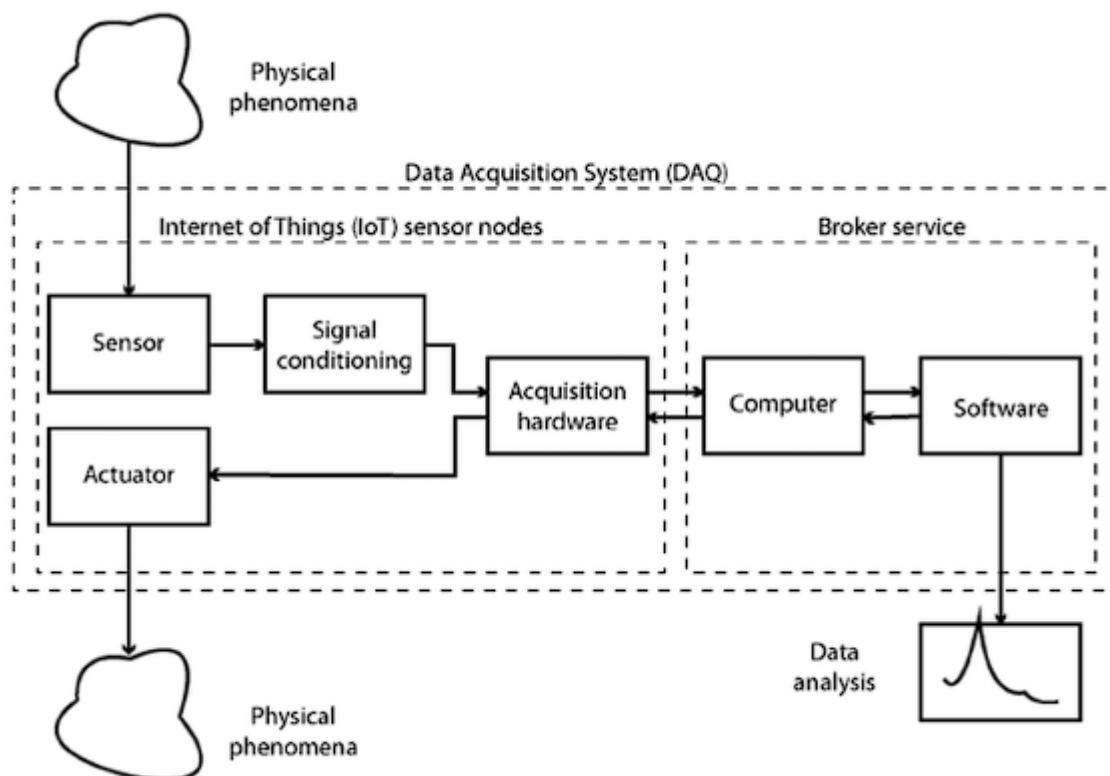 Physical
phenomena
Data Acquisition System (DAQ)
Internet of Things (IoT) sensor nodes
Broker service
Sensor
Signal
conditioning
Acquisition
hardware
Computer
Software
Actuator
Data
analysis
Physical
phenomena